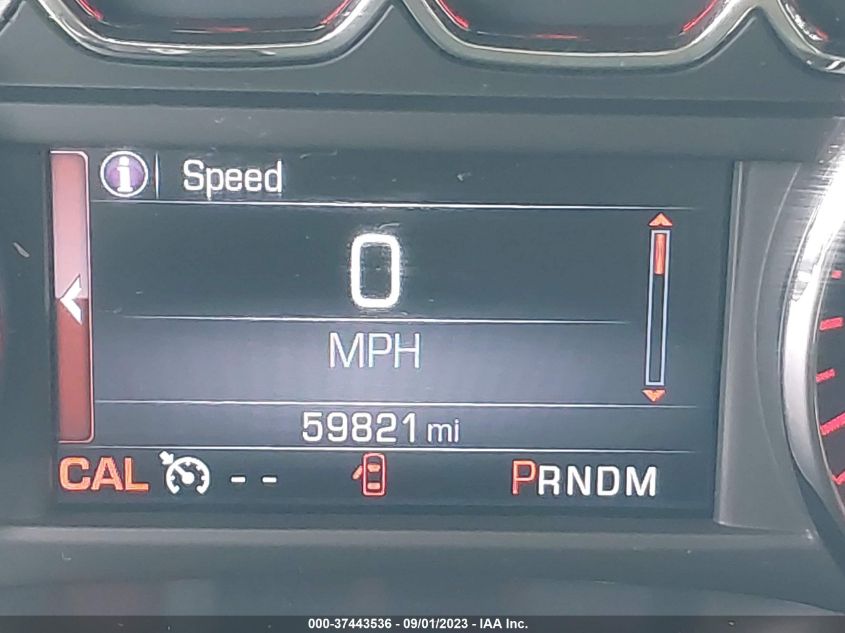 i Speed
0
MPH
59821 mi
CAL -- PRNDM
000-37443536 - 09/01/2023 - IAA Inc.